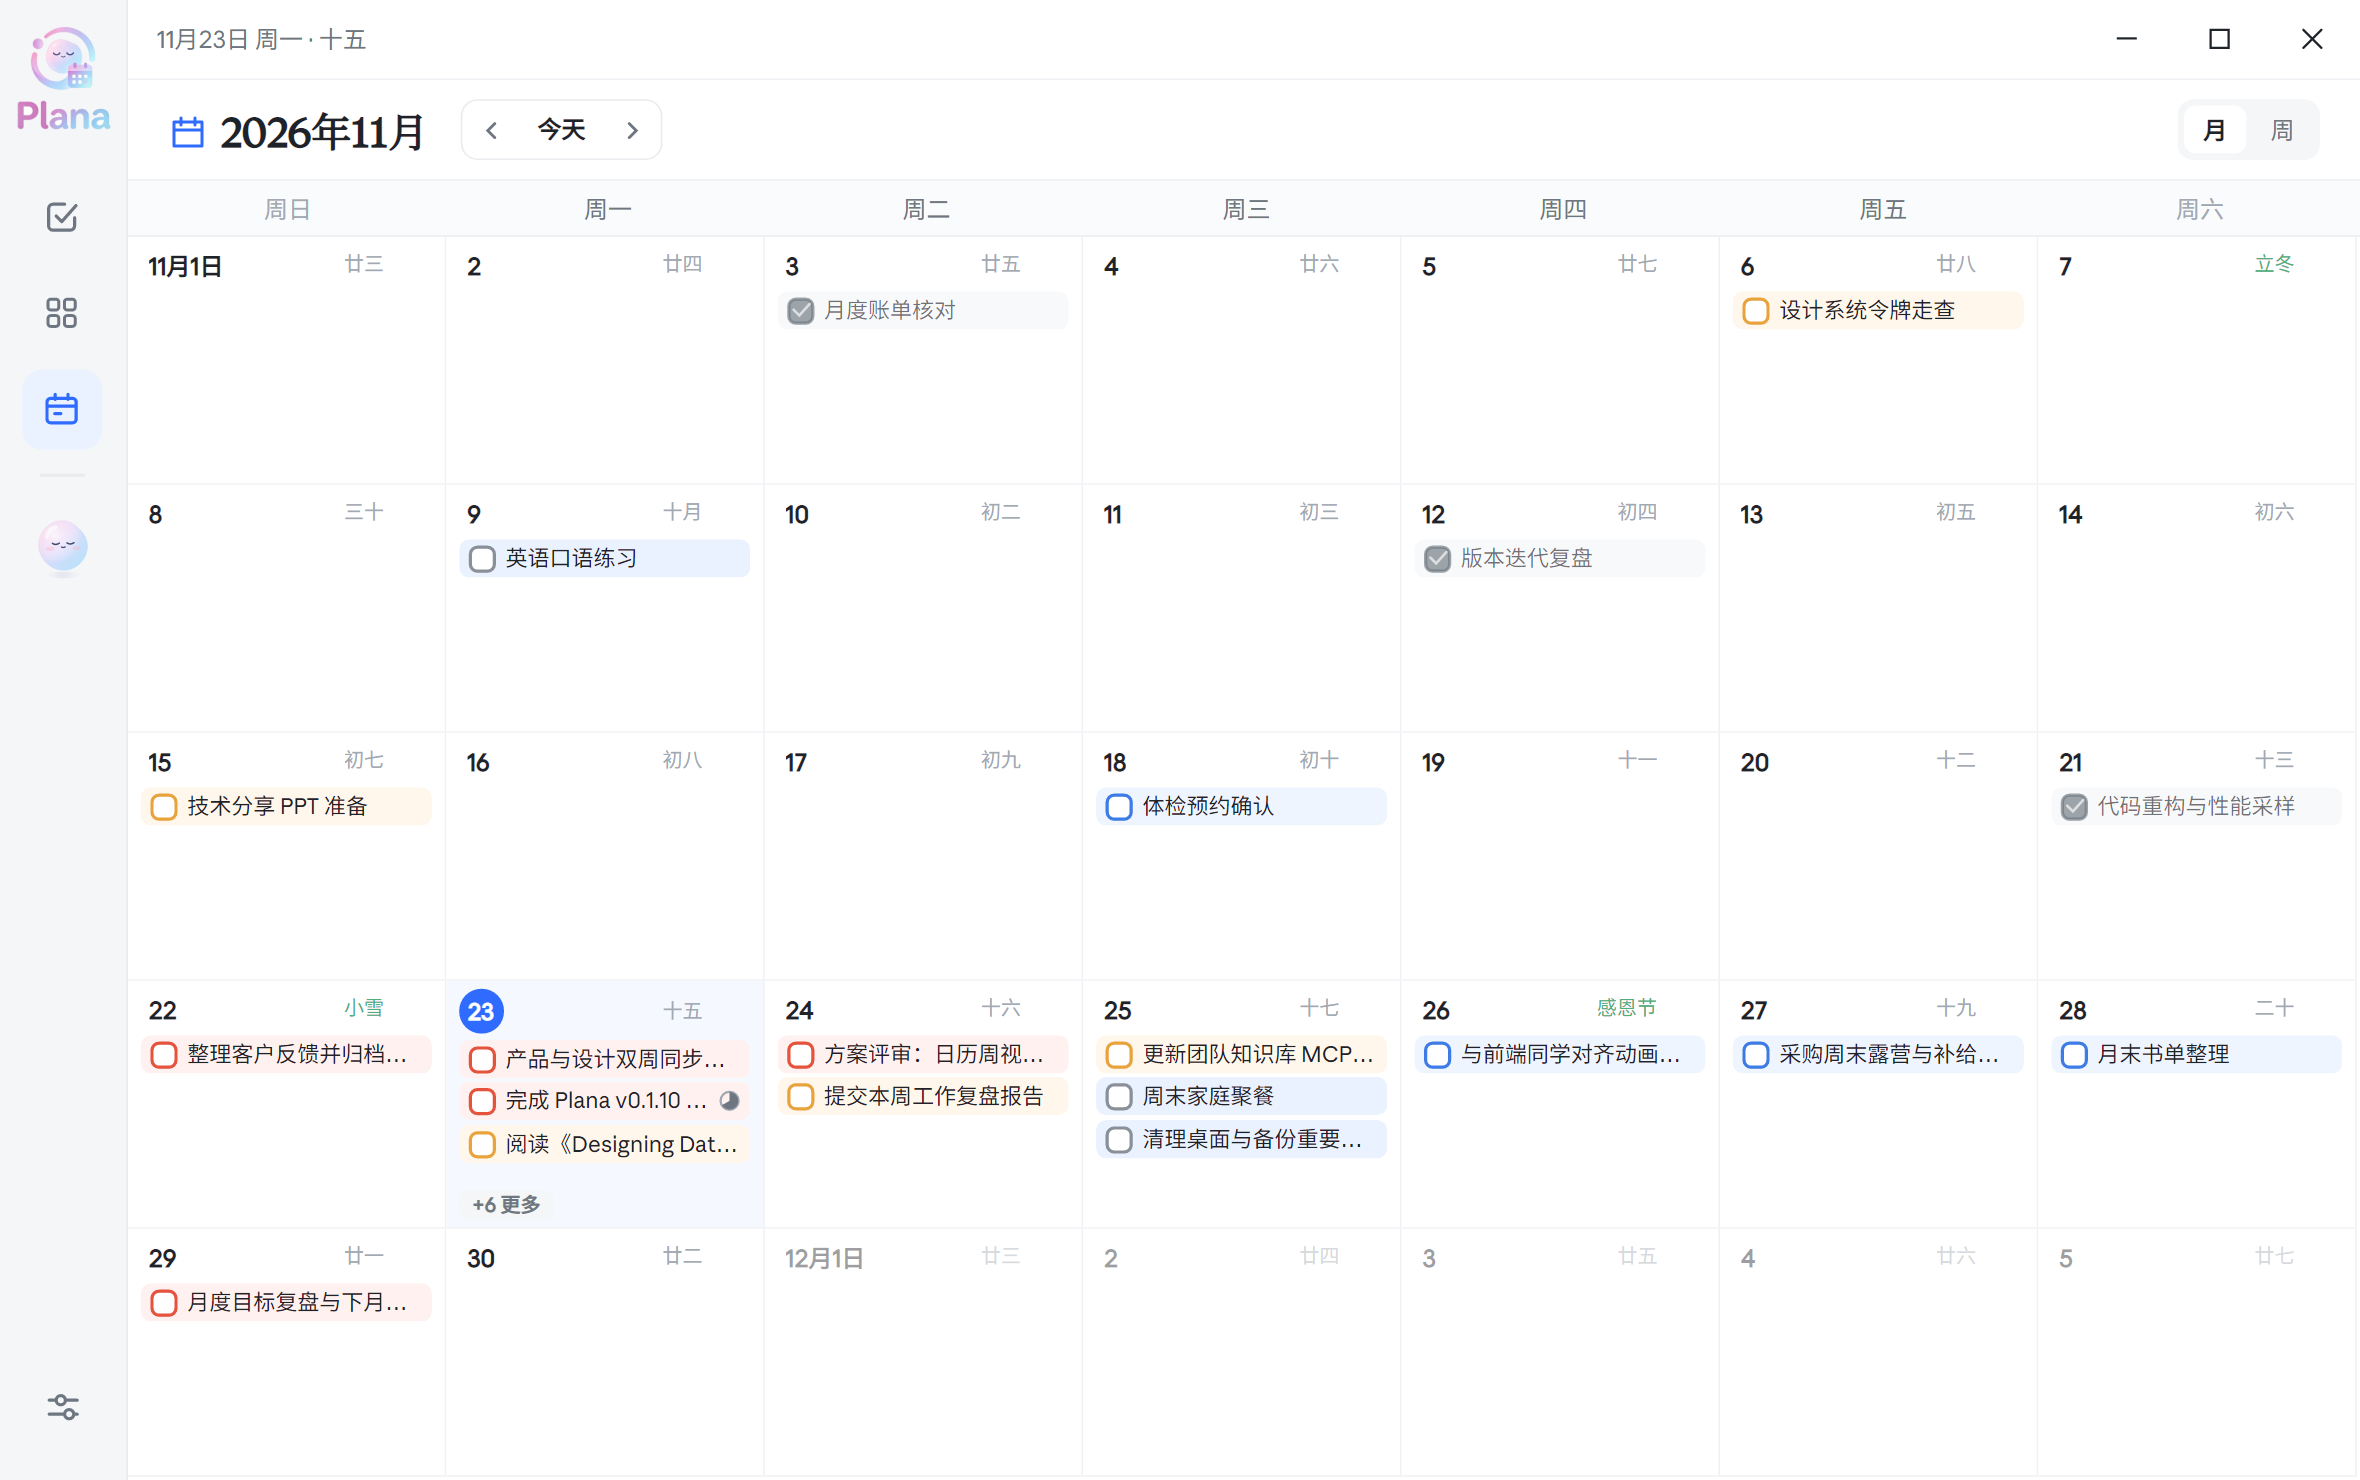 11月23日 周一 · 十五
Plana
2026年11月
今天
月 周
周日 周一 周二 周三 周四 周五 周六
11月1日 廿三 2 廿四 3 廿五 4 廿六 5 廿七 6 廿八 7 立冬
月度账单核对 设计系统令牌走查
8 三十 9 十月 10 初二 11 初三 12 初四 13 初五 14 初六
英语口语练习 版本迭代复盘
15 初七 16 初八 17 初九 18 初十 19 十一 20 十二 21 十三
技术分享 PPT 准备 体检预约确认 代码重构与性能采样
22 小雪 23 十五 24 十六 25 十七 26 感恩节 27 十九 28 二十
整理客户反馈并归档... 产品与设计双周同步... 方案评审：日历周视... 更新团队知识库 MCP... 与前端同学对齐动画... 采购周末露营与补给... 月末书单整理
完成 Plana v0.1.10 ... 提交本周工作复盘报告 周末家庭聚餐
阅读《Designing Dat... 清理桌面与备份重要...
+6 更多
29 廿一 30 廿二 12月1日 廿三 2 廿四 3 廿五 4 廿六 5 廿七
月度目标复盘与下月...